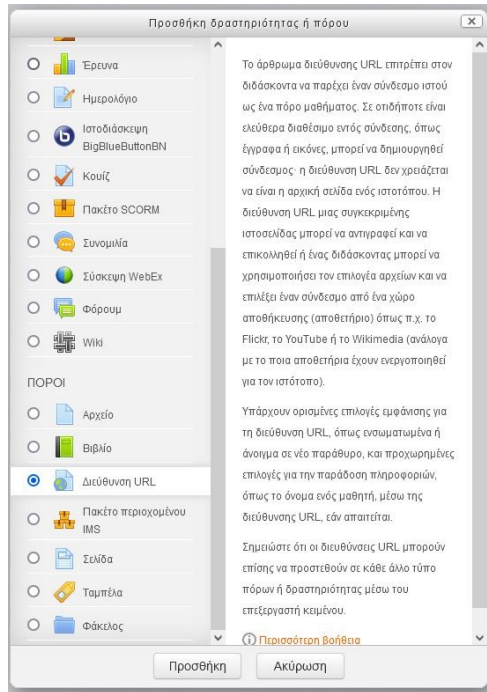 Προσθήκη δραστηριότητας ή πόρου
Έρευνα
Ημερολόγιο
Ιστοδιάσκεψη
BigBlueButtonBN
Κουίζ
Πακέτο SCORM
Συνομιλία
Σύσκεψη WebEx
Φόρουμ
Wiki
ΠΟΡΟΙ
Αρχείο
Βιβλίο
Διεύθυνση URL
Πακέτο περιοχομένου
IMS
Σελίδα
Ταμπέλα
Φάκελος
Το άρθρωμα διεύθυνσης URL επιτρέπει στον
διδάσκοντα να παρέχει έναν σύνδεσμο ιστού
ως ένα πόρο μαθήματος. Σε οτιδήποτε είναι
ελεύθερα διαθέσιμο εντός σύνδεσης, όπως
έγγραφα ή εικόνες, μπορεί να δημιουργηθεί
σύνδεσμος· η διεύθυνση URL δεν χρειάζεται
να είναι η αρχική σελίδα ενός ιστοτόπου. Η
διεύθυνση URL μιας συγκεκριμένης
ιστοσελίδας μπορεί να αντιγραφεί και να
επικολληθεί ή ένας διδάσκοντας μπορεί να
χρησιμοποιήσει τον επιλογέα αρχείων και να
επιλέξει έναν σύνδεσμο από ένα χώρο
αποθήκευσης (αποθετήριο) όπως π.χ. το
Flickr, το YouTube ή το Wikimedia (ανάλογα
με το ποια αποθετήρια έχουν ενεργοποιηθεί
για τον ιστότοπο).
Υπάρχουν ορισμένες επιλογές εμφάνισης για
τη διεύθυνση URL, όπως ενσωματωμένα ή
άνοιγμα σε νέο παράθυρο, και προχωρημένες
επιλογές για την παράδοση πληροφοριών,
όπως το όνομα ενός μαθητή, μέσω της
διεύθυνσης URL, εάν απαιτείται.
Σημειώστε ότι οι διευθύνσεις URL μπορούν
επίσης να προστεθούν σε κάθε άλλο τύπο
πόρων ή δραστηριότητας μέσω του
επεξεργαστή κειμένου.
Περισσότερη βοήθεια
Προσθήκη
Ακύρωση